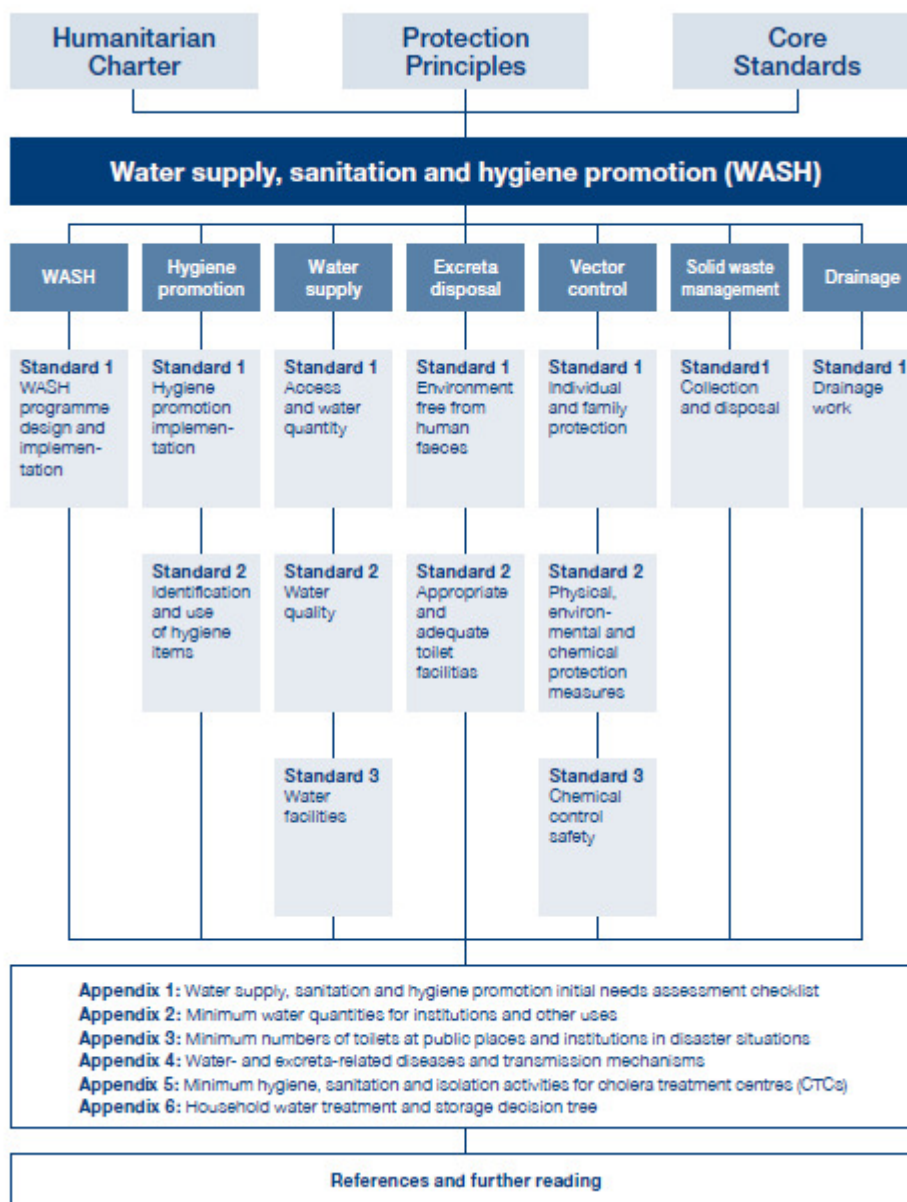 Humanitarian
Charter
Protection
Principles
Core
Standards
Water supply, sanitation and hygiene promotion (WASH)
WASH
Hygiene
promotion
Water
supply
Excreta
disposal
Vector
control
Solid waste
management
Drainage
Standard 1
WASH
programme
design and
implemen-
tation
Standard 1
Hygiene
promotion
implemen-
tation
Standard 1
Access
and water
quantity
Standard 1
Environment
free from
human
faeces
Standard 1
Individual
and family
protection
Standard1
Collection
and disposal
Standard 1
Drainage
work
Standard 2
Identification
and use
of hygiene
items
Standard 2
Water
quality
Standard 2
Appropriate
and
adequate
toilet
facilitias
Standard 2
Physical,
environ-
mental and
chemical
protection
measures
Standard 3
Water
facilities
Standard 3
Chemical
control
safety
Appendix 1: Water supply, sanitation and hygiene promotion initial needs assessment checklist
Appendix 2: Minimum water quantities for institutions and other uses
Appendix 3: Minimum numbers of toilets at public places and institutions in disaster situations
Appendix 4: Water- and excreta-related diseases and transmission mechanisms
Appendix 5: Minimum hygiene, sanitation and isolation activities for cholera treatment centres (CTCs)
Appendix 6: Household water treatment and storage decision tree
References and further reading